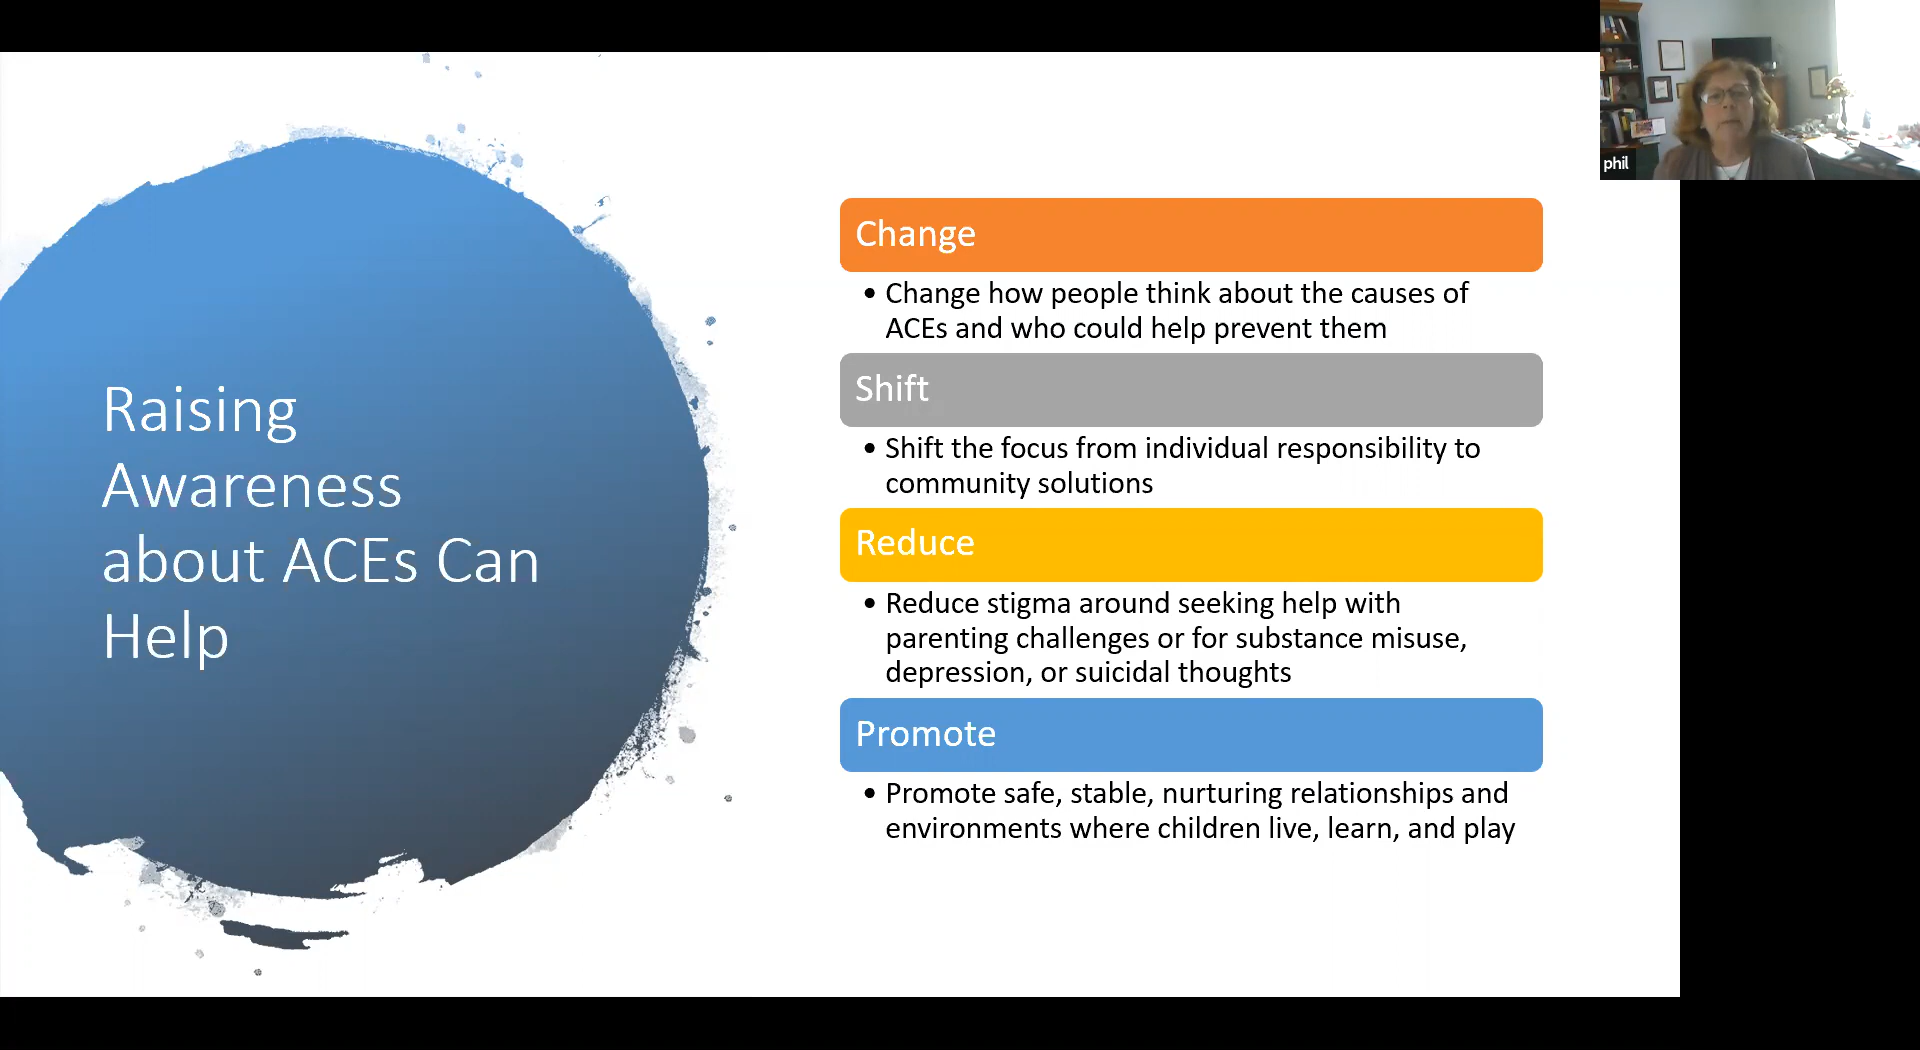 Raising
Awareness
about ACEs Can
Help
Change
• Change how people think about the causes of
ACEs and who could help prevent them
Shift
• Shift the focus from individual responsibility to
community solutions
Reduce
• Reduce stigma around seeking help with
parenting challenges or for substance misuse,
depression, or suicidal thoughts
Promote
• Promote safe, stable, nurturing relationships and
environments where children live, learn, and play
phil